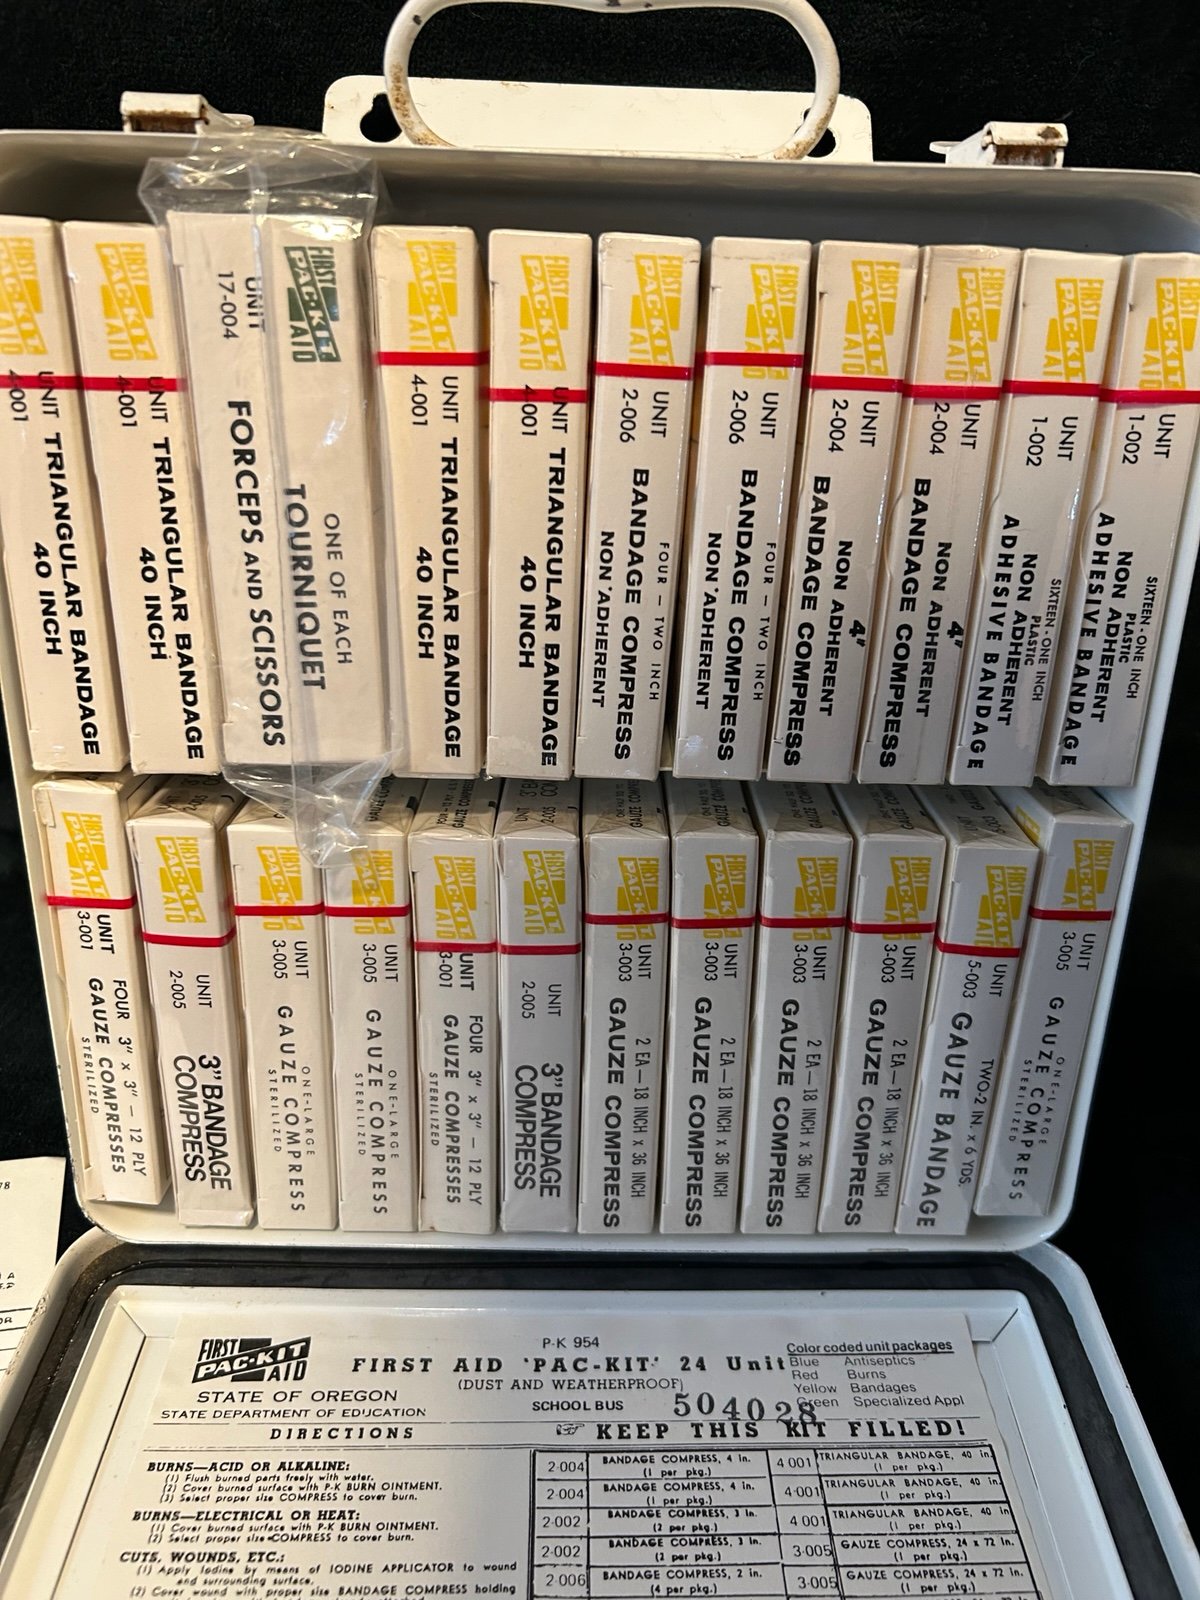 FIRST
PAC-KIT
AID
UNIT
4-001
TRIANGULAR BANDAGE
40 INCH
FIRST
PAC-KIT
AID
UNIT
4-001
TRIANGULAR BANDAGE
40 INCH
FIRST
PAC-KIT
AID
UNIT
17-004
ONE OF EACH
TOURNIQUET
FORCEPS AND SCISSORS
FIRST
PAC-KIT
AID
UNIT
4-001
TRIANGULAR BANDAGE
40 INCH
FIRST
PAC-KIT
AID
UNIT
4-001
TRIANGULAR BANDAGE
40 INCH
FIRST
PAC-KIT
AID
UNIT
2-006
FOUR - TWO INCH
BANDAGE COMPRESS
NON ADHERENT
FIRST
PAC-KIT
AID
UNIT
2-006
FOUR - TWO INCH
BANDAGE COMPRESS
NON ADHERENT
FIRST
PAC-KIT
AID
UNIT
2-004
4"
NON ADHERENT
BANDAGE COMPRESS
FIRST
PAC-KIT
AID
UNIT
2-004
4"
NON ADHERENT
BANDAGE COMPRESS
FIRST
PAC-KIT
AID
UNIT
1-002
SIXTEEN - ONE INCH
PLASTIC
NON ADHERENT
ADHESIVE BANDAGE
FIRST
PAC-KIT
AID
UNIT
1-002
SIXTEEN - ONE INCH
PLASTIC
NON ADHERENT
ADHESIVE BANDAGE
FIRST
PAC-KIT
AID
UNIT
3-001
FOUR 3" x 3" - 12 PLY
GAUZE COMPRESSES
STERILIZED
FIRST
PAC-KIT
AID
UNIT
2-005
3" BANDAGE
COMPRESS
FIRST
PAC-KIT
AID
UNIT
3-005
ONE-LARGE
GAUZE COMPRESS
STERILIZED
FIRST
PAC-KIT
AID
UNIT
3-005
ONE-LARGE
GAUZE COMPRESS
STERILIZED
FIRST
PAC-KIT
AID
UNIT
3-001
FOUR 3" x 3" - 12 PLY
GAUZE COMPRESSES
STERILIZED
FIRST
PAC-KIT
AID
UNIT
2-005
3" BANDAGE
COMPRESS
FIRST
PAC-KIT
AID
UNIT
3-003
2 EA—18 INCH x 36 INCH
GAUZE COMPRESS
FIRST
PAC-KIT
AID
UNIT
3-003
2 EA—18 INCH x 36 INCH
GAUZE COMPRESS
FIRST
PAC-KIT
AID
UNIT
3-003
2 EA—18 INCH x 36 INCH
GAUZE COMPRESS
FIRST
PAC-KIT
AID
UNIT
3-003
2 EA—18 INCH x 36 INCH
GAUZE COMPRESS
FIRST
PAC-KIT
AID
UNIT
5-003
TWO-2 IN. x 6 YDS.
GAUZE BANDAGE
FIRST
PAC-KIT
AID
UNIT
3-005
ONE-LARGE
GAUZE COMPRESS
STERILIZED
78
FIRST
PAC-KIT
AID
STATE OF OREGON
STATE DEPARTMENT OF EDUCATION
P-K 954
FIRST AID 'PAC-KIT' 24 Unit
(DUST AND WEATHERPROOF)
SCHOOL BUS
504028
Color coded unit packages
Blue Antiseptics
Red Burns
Yellow Bandages
Green Specialized Appl
☞ KEEP THIS KIT FILLED!
DIRECTIONS
BURNS—ACID OR ALKALINE:
(1) Flush burned parts freely with water.
(2) Cover burned surface with P-K BURN OINTMENT.
(3) Select proper size COMPRESS to cover burn.
BURNS—ELECTRICAL OR HEAT:
(1) Cover burned surface with P-K BURN OINTMENT.
(2) Select proper size COMPRESS to cover burn.
CUTS, WOUNDS, ETC.:
(1) Apply Iodine by means of IODINE APPLICATOR to wound
and surrounding surface.
(2) Cover wound with proper size BANDAGE COMPRESS holding
2-004 BANDAGE COMPRESS, 4 in. (1 per pkg.)
2-004 BANDAGE COMPRESS, 4 in. (1 per pkg.)
2-002 BANDAGE COMPRESS, 3 in. (2 per pkg.)
2-002 BANDAGE COMPRESS, 3 in. (2 per pkg.)
2-006 BANDAGE COMPRESS, 2 in. (4 per pkg.)
4 001 TRIANGULAR BANDAGE, 40 in. (1 per pkg.)
4-001 TRIANGULAR BANDAGE, 40 in. (1 per pkg.)
4 001 TRIANGULAR BANDAGE, 40 in (1 per pkg.)
3-005 GAUZE COMPRESS, 24 x 72 in. (1 per pkg.)
3-005 GAUZE COMPRESS, 24 x 72 in. (1 per pkg.)